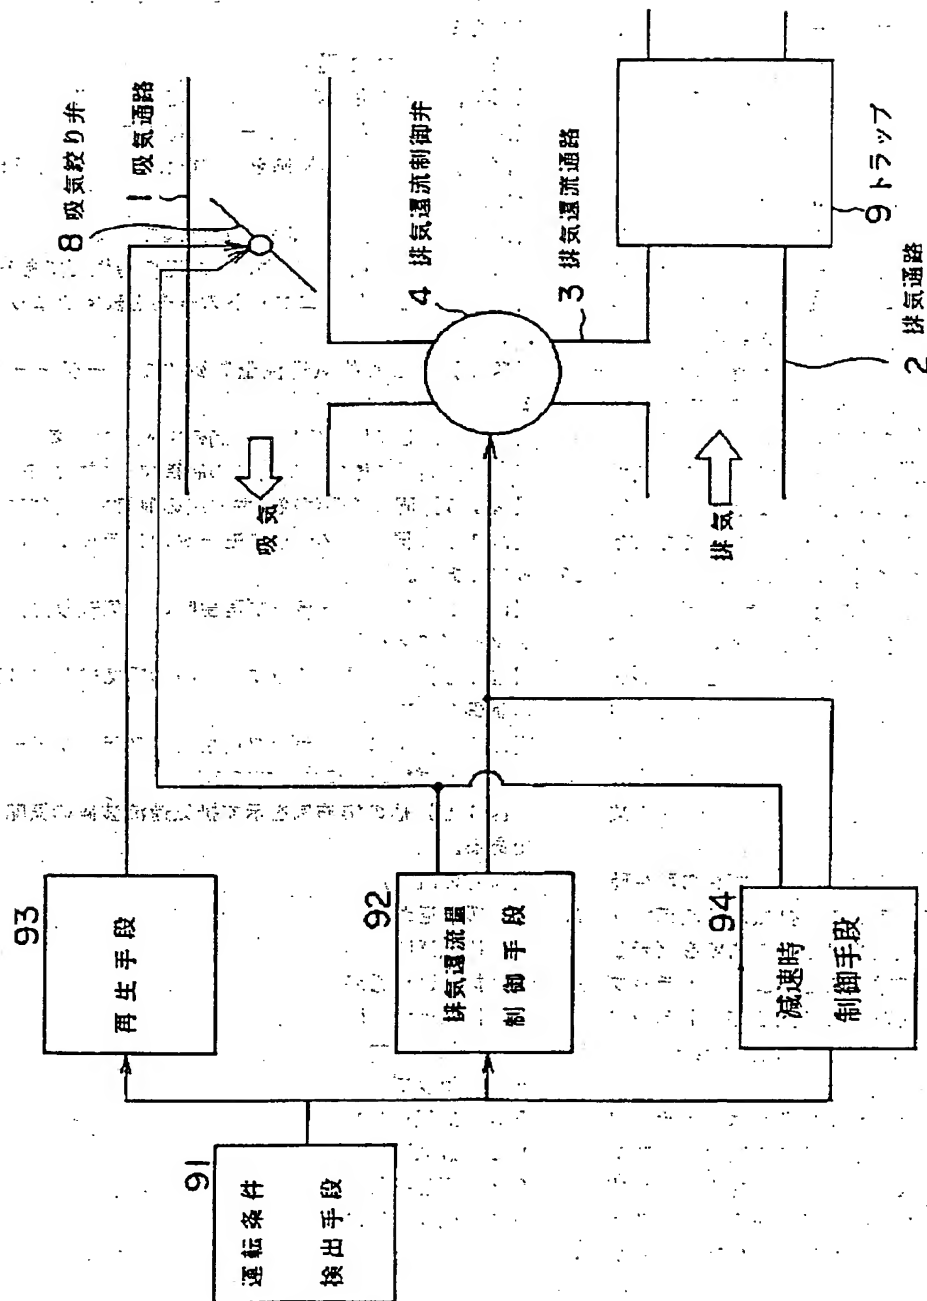 91
運転条件
検出手段
93
再生手段
92
排気還流量
制御手段
94
減速時
制御手段
8 吸気絞り弁
1 吸気通路
吸気
4 排気還流制御弁
3 排気還流通路
排気
2 排気通路
9 トラップ